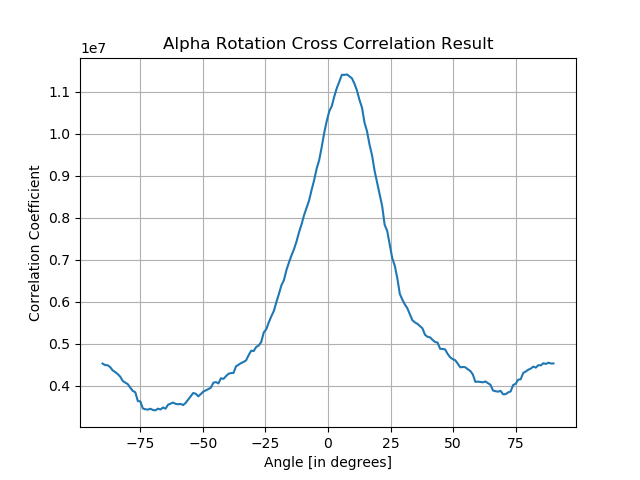 Alpha Rotation Cross Correlation Result
1e7
1.1
1.0
0.9
0.8
0.7
0.6
0.5
0.4
Correlation Coefficient
−75 −50 −25 0 25 50 75
Angle [in degrees]